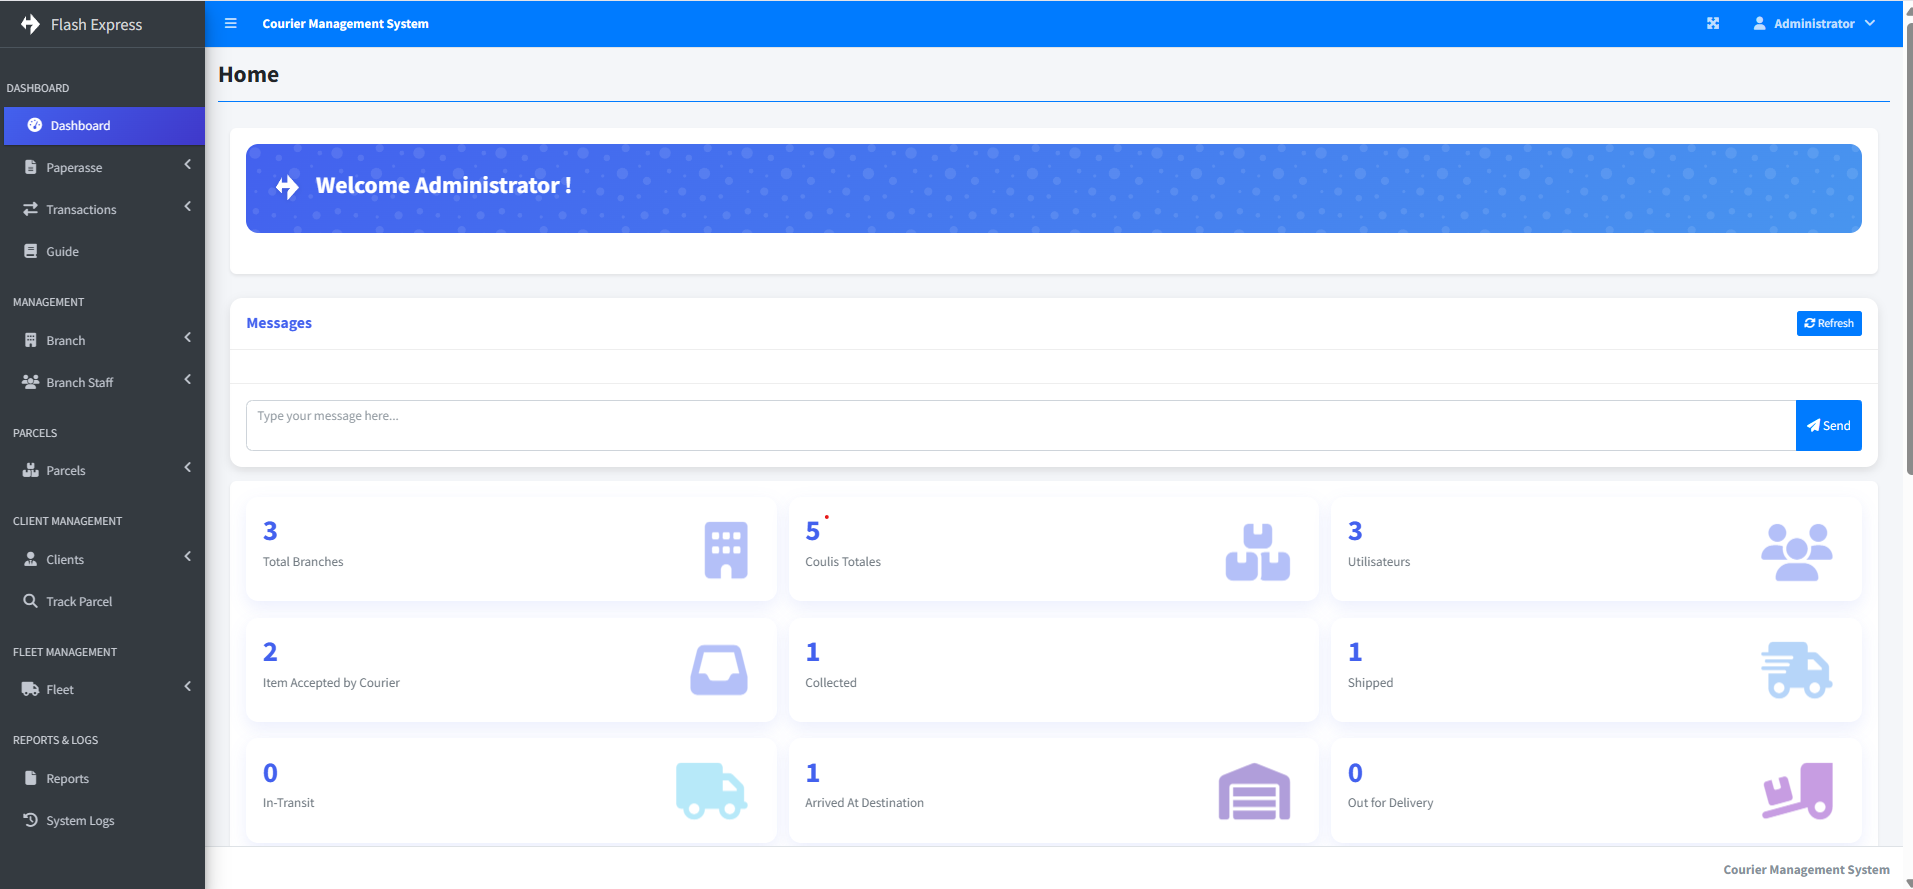 Flash Express
Courier Management System
Administrator
Home
DASHBOARD
Dashboard
Paperasse
Transactions
Guide
MANAGEMENT
Branch
Branch Staff
PARCELS
Parcels
CLIENT MANAGEMENT
Clients
Track Parcel
FLEET MANAGEMENT
Fleet
REPORTS & LOGS
Reports
System Logs
Welcome Administrator !
Messages
Refresh
Type your message here...
Send
3
Total Branches
5
Coulis Totales
3
Utilisateurs
2
Item Accepted by Courier
1
Collected
1
Shipped
0
In-Transit
1
Arrived At Destination
0
Out for Delivery
Courier Management System